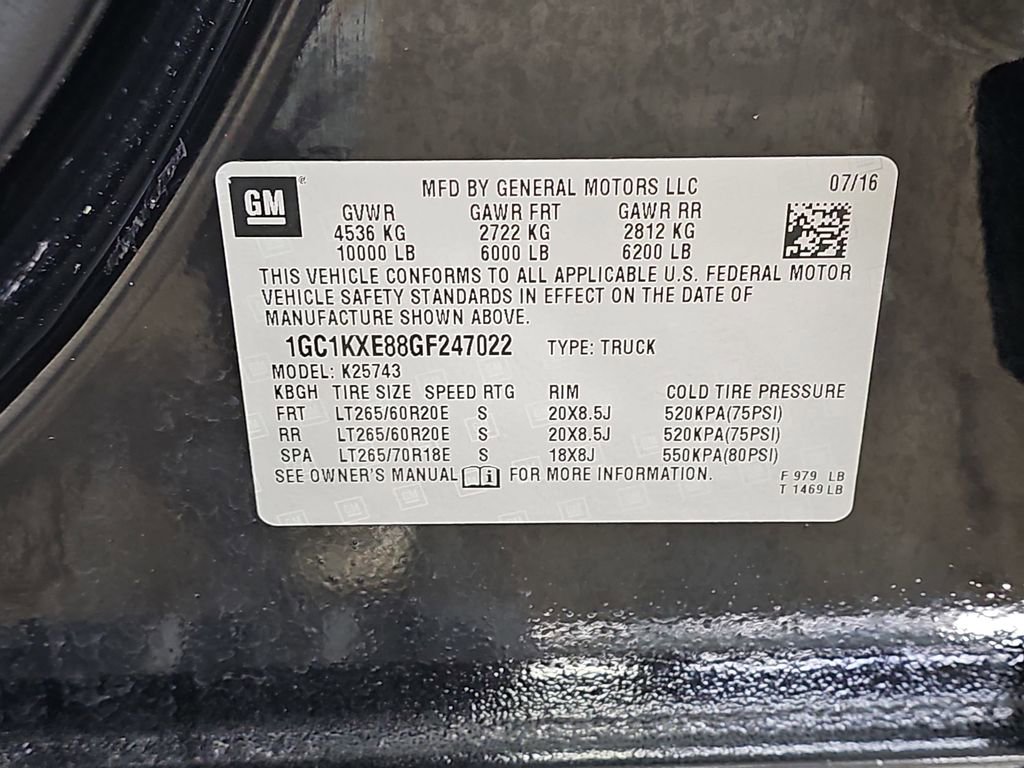 GM ®
MFD BY GENERAL MOTORS LLC 07/16
GVWR GAWR FRT GAWR RR
4536 KG 2722 KG 2812 KG
10000 LB 6000 LB 6200 LB
THIS VEHICLE CONFORMS TO ALL APPLICABLE U.S. FEDERAL MOTOR
VEHICLE SAFETY STANDARDS IN EFFECT ON THE DATE OF
MANUFACTURE SHOWN ABOVE.
1GC1KXE88GF247022 TYPE: TRUCK
MODEL: K25743
KBGH TIRE SIZE SPEED RTG RIM COLD TIRE PRESSURE
FRT LT265/60R20E S 20X8.5J 520KPA(75PSI)
RR LT265/60R20E S 20X8.5J 520KPA(75PSI)
SPA LT265/70R18E S 18X8J 550KPA(80PSI)
SEE OWNER'S MANUAL i FOR MORE INFORMATION.
F 979 LB
T 1469 LB